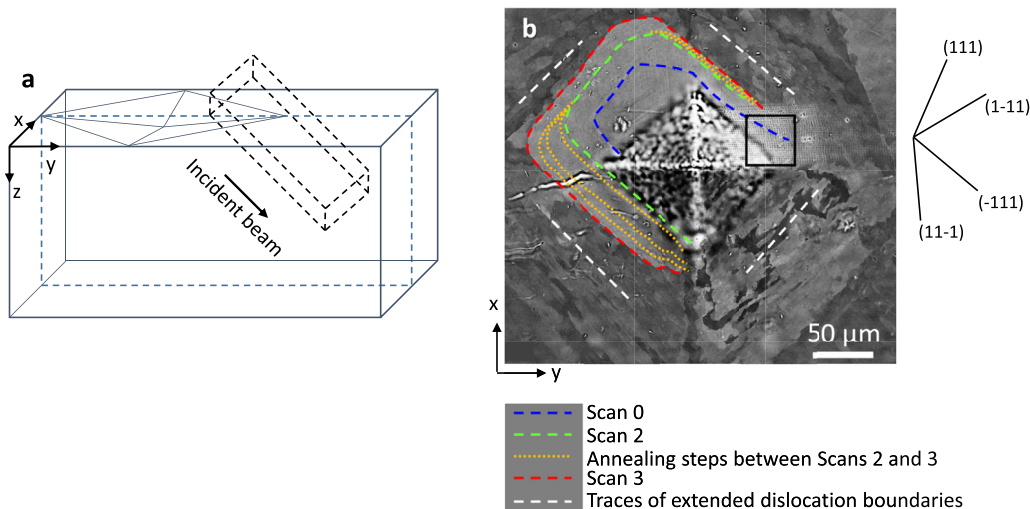 a
x
y
z
Incident beam
b
50 µm
x
y
(111)
(1-11)
(-111)
(11-1)
Scan 0
Scan 2
Annealing steps between Scans 2 and 3
Scan 3
Traces of extended dislocation boundaries